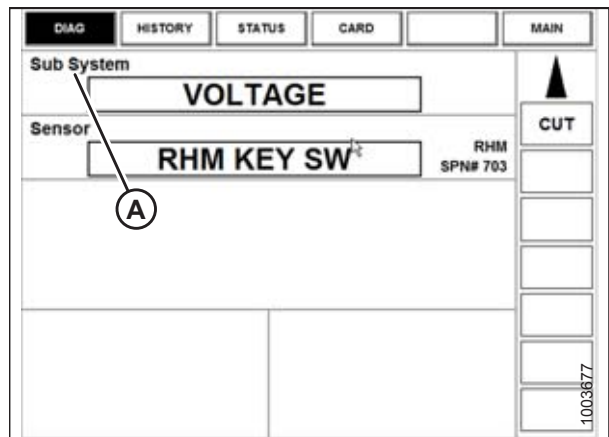 DIAG HISTORY STATUS CARD MAIN
Sub System
VOLTAGE
CUT
Sensor
RHM KEY SW
RHM
SPN# 703
A
1003677